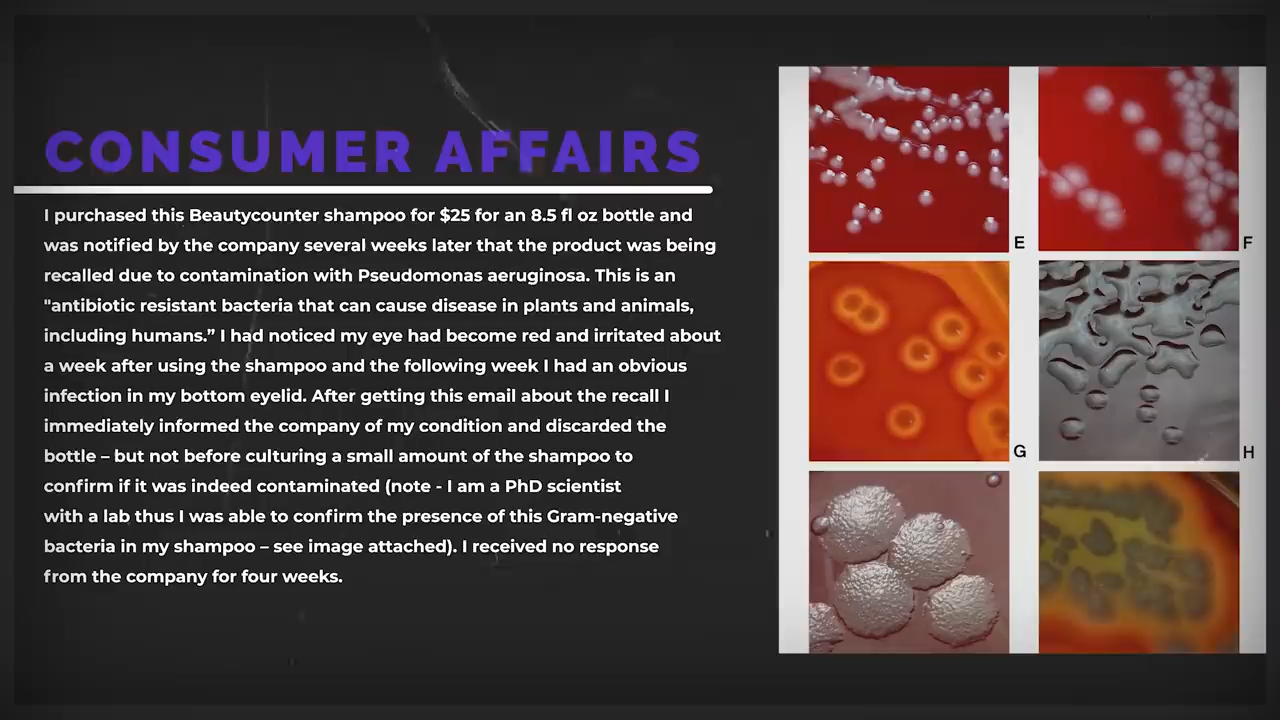 CONSUMER AFFAIRS
I purchased this Beautycounter shampoo for $25 for an 8.5 fl oz bottle and
was notified by the company several weeks later that the product was being
recalled due to contamination with Pseudomonas aeruginosa. This is an
"antibiotic resistant bacteria that can cause disease in plants and animals,
including humans.” I had noticed my eye had become red and irritated about
a week after using the shampoo and the following week I had an obvious
infection in my bottom eyelid. After getting this email about the recall I
immediately informed the company of my condition and discarded the
bottle – but not before culturing a small amount of the shampoo to
confirm if it was indeed contaminated (note - I am a PhD scientist
with a lab thus I was able to confirm the presence of this Gram-negative
bacteria in my shampoo – see image attached). I received no response
from the company for four weeks.
E
F
G
H